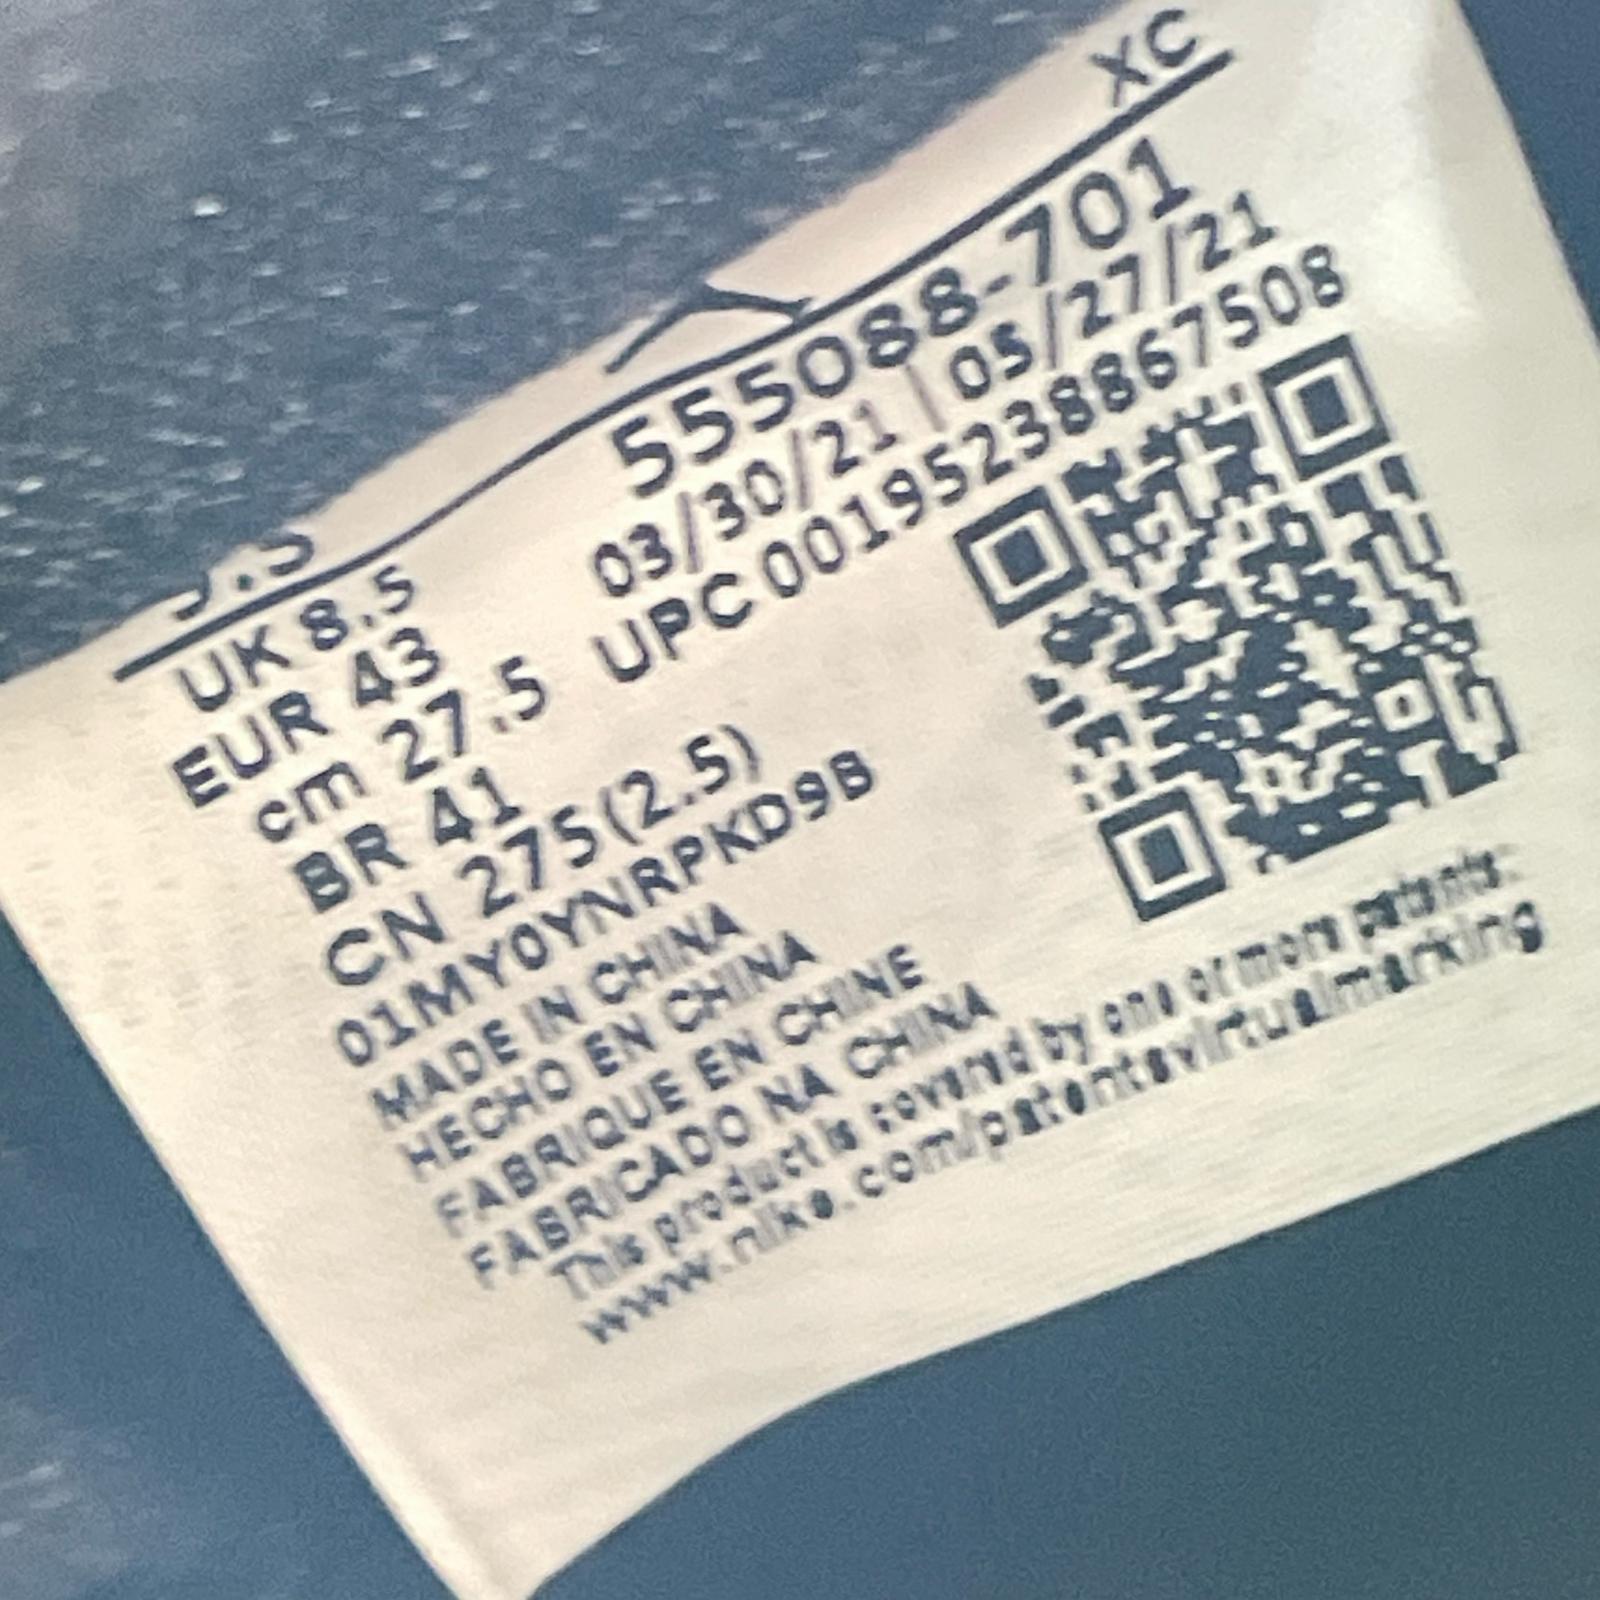 XC
UK 8.5
EUR 43
cm 27.5
BR 41
CN 275(2.5)
555088-701
03/30/21 | 05/27/21
UPC 00195238867508
01MY0YNRPKD9B
MADE IN CHINA
HECHO EN CHINA
FABRIQUE EN CHINE
FABRICADO NA CHINA
This product is covered by one or more patents.
www.nike.com/patentsvirtualmarking